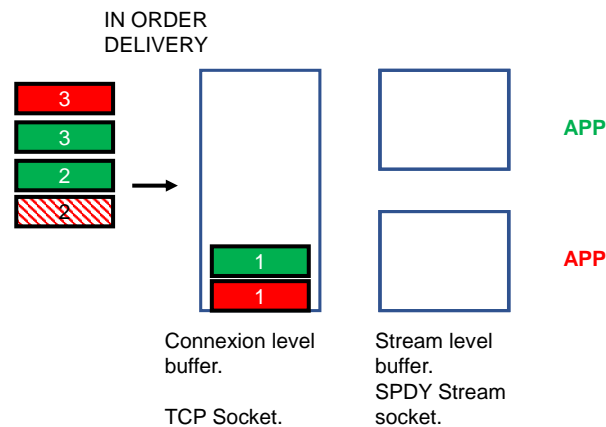 IN ORDER
DELIVERY
3
3
2
2
1
1
APP
APP
Connexion level
buffer.
TCP Socket.
Stream level
buffer.
SPDY Stream
socket.